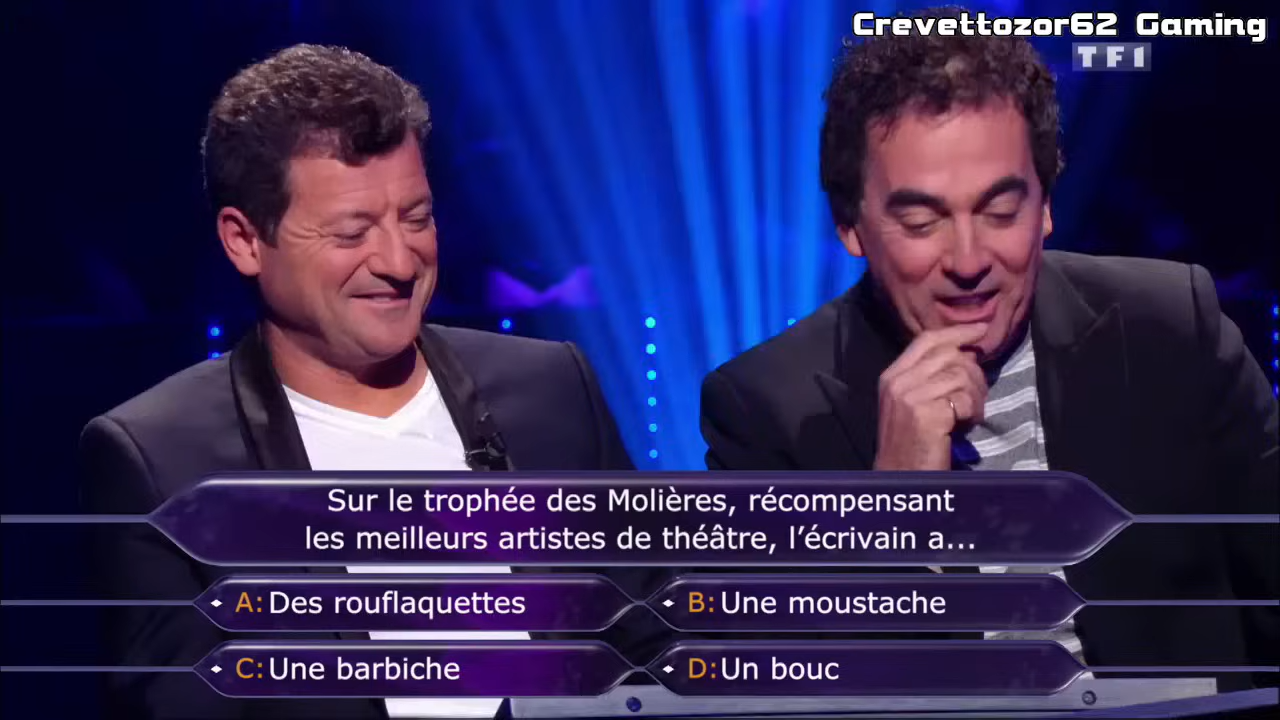 Crevettozor62 Gaming
TF1
Sur le trophée des Molières, récompensant
les meilleurs artistes de théâtre, l’écrivain a...
A: Des rouflaquettes
B: Une moustache
C: Une barbiche
D: Un bouc